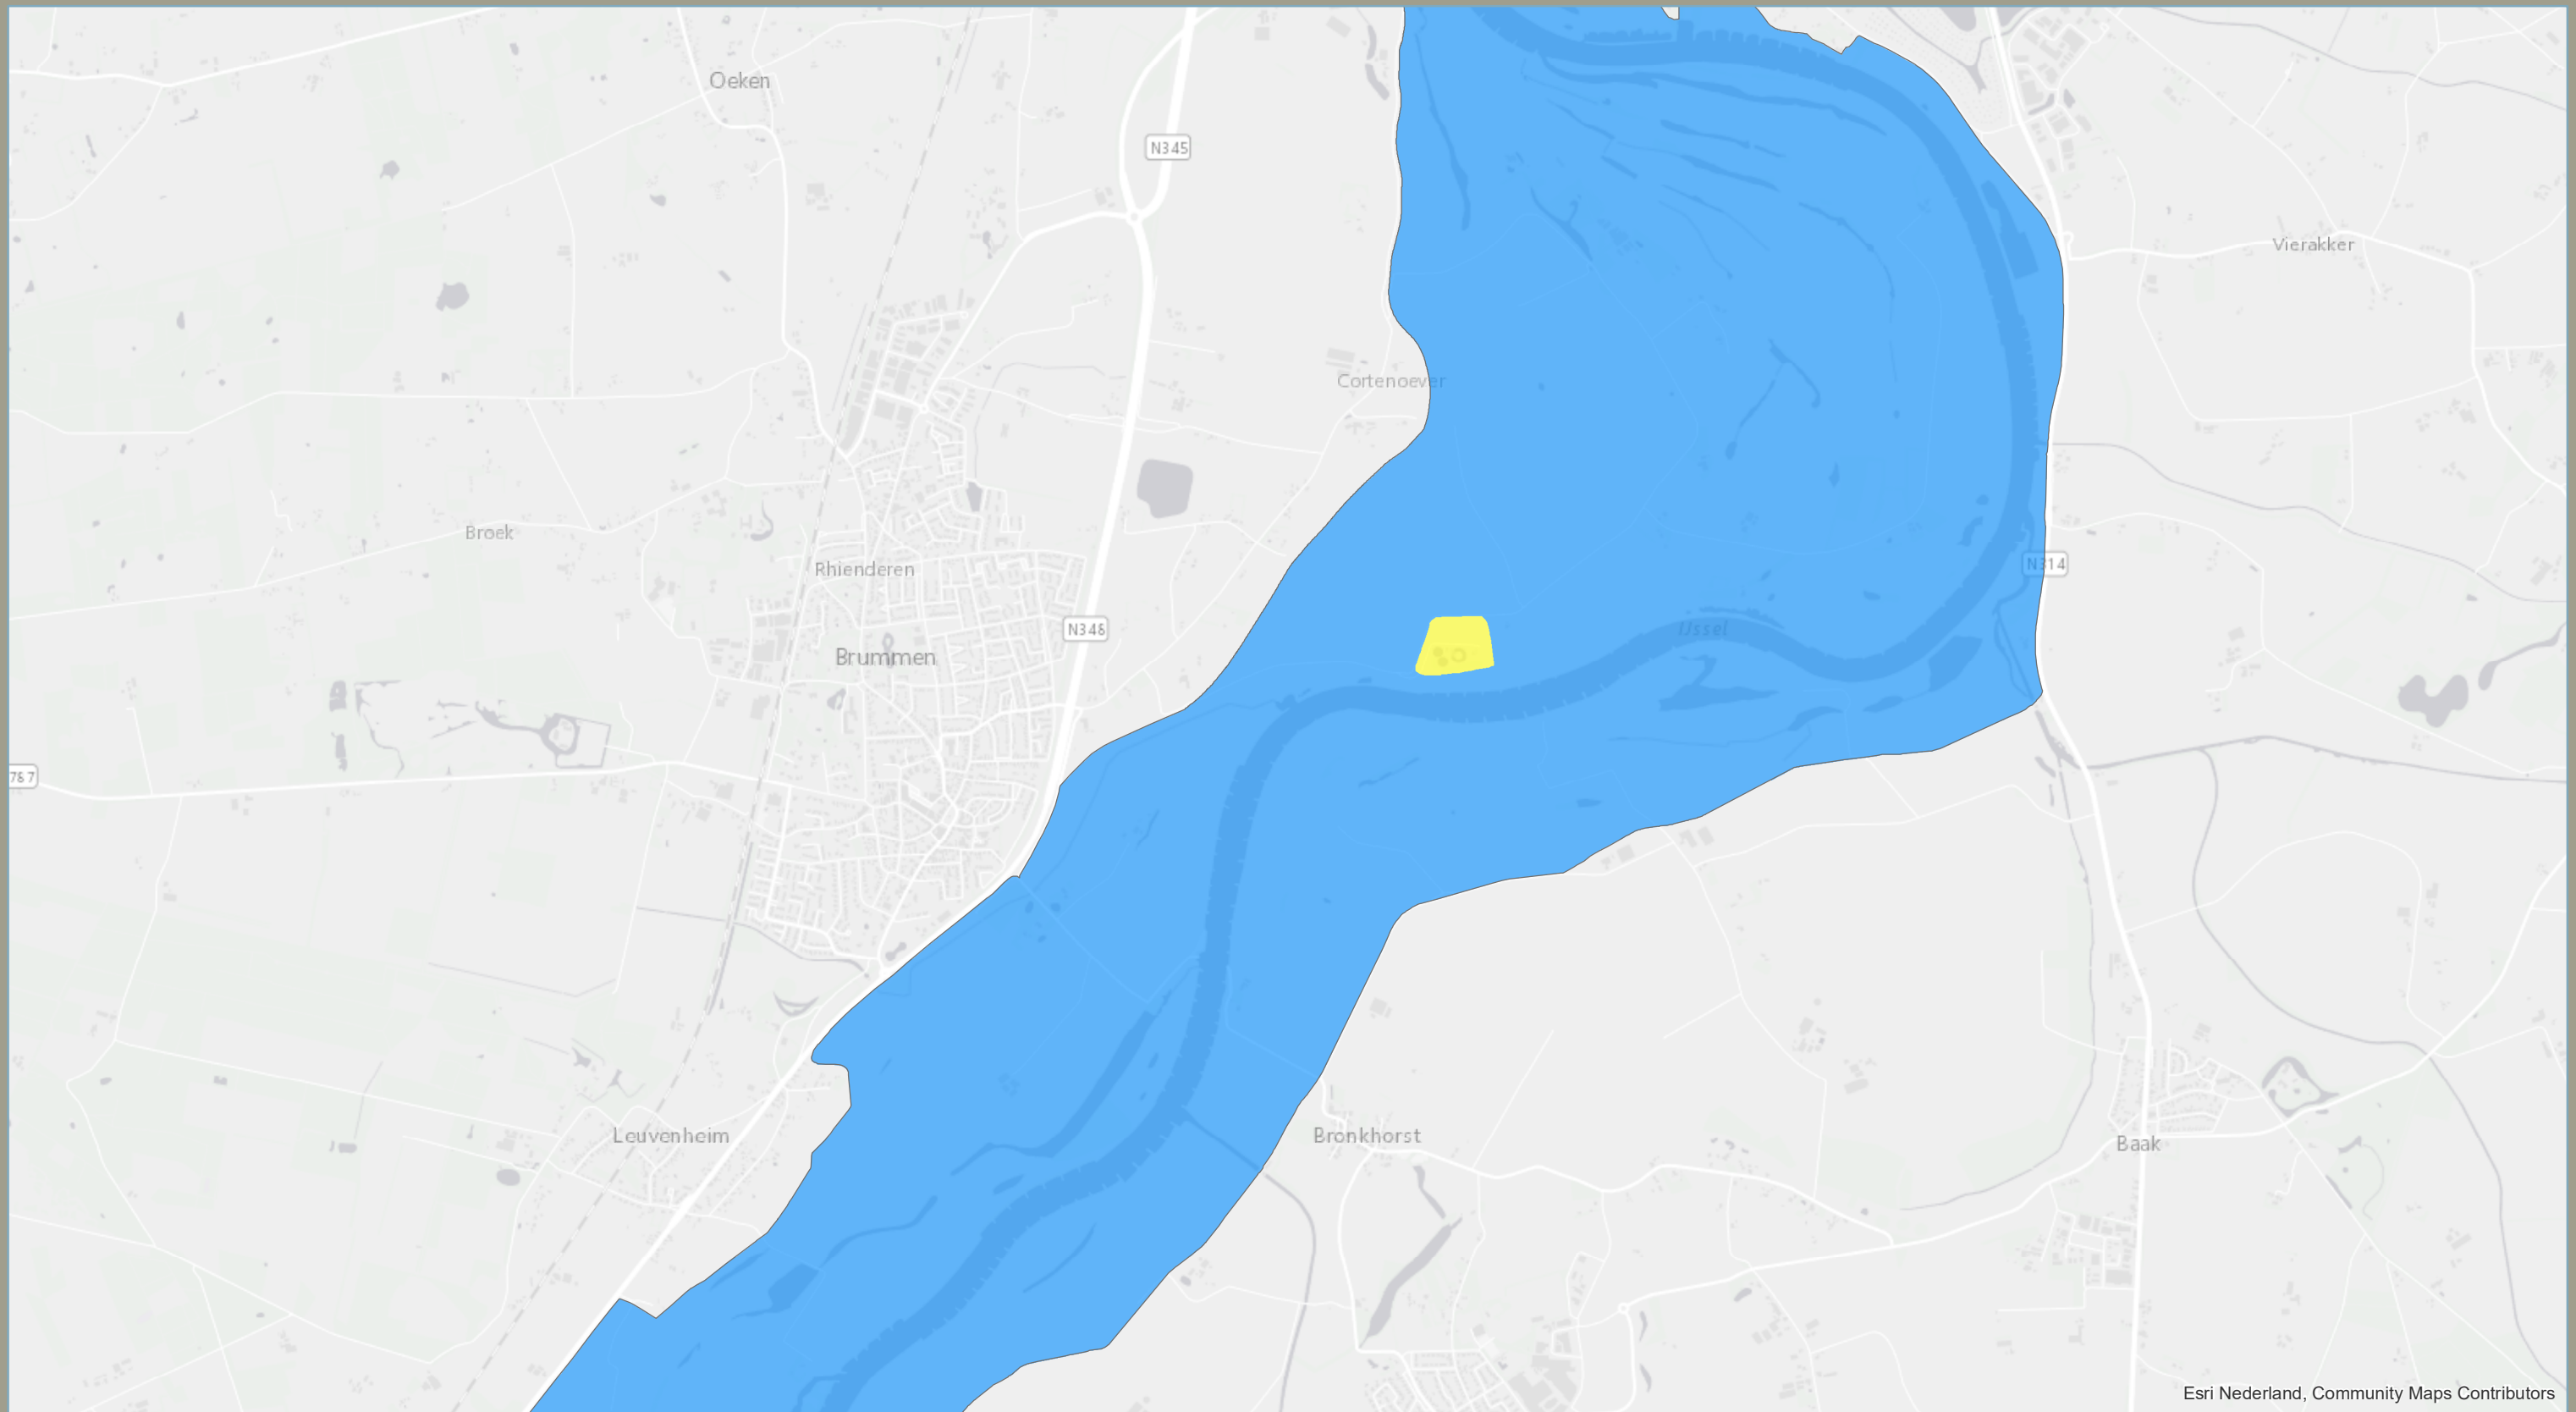 Oeken
N345
Vierakker
Cortenoever
Broek
Rhienderen
N314
N348
IJssel
Brummen
787
Leuvenheim
Bronkhorst
Baak
Esri Nederland, Community Maps Contributors